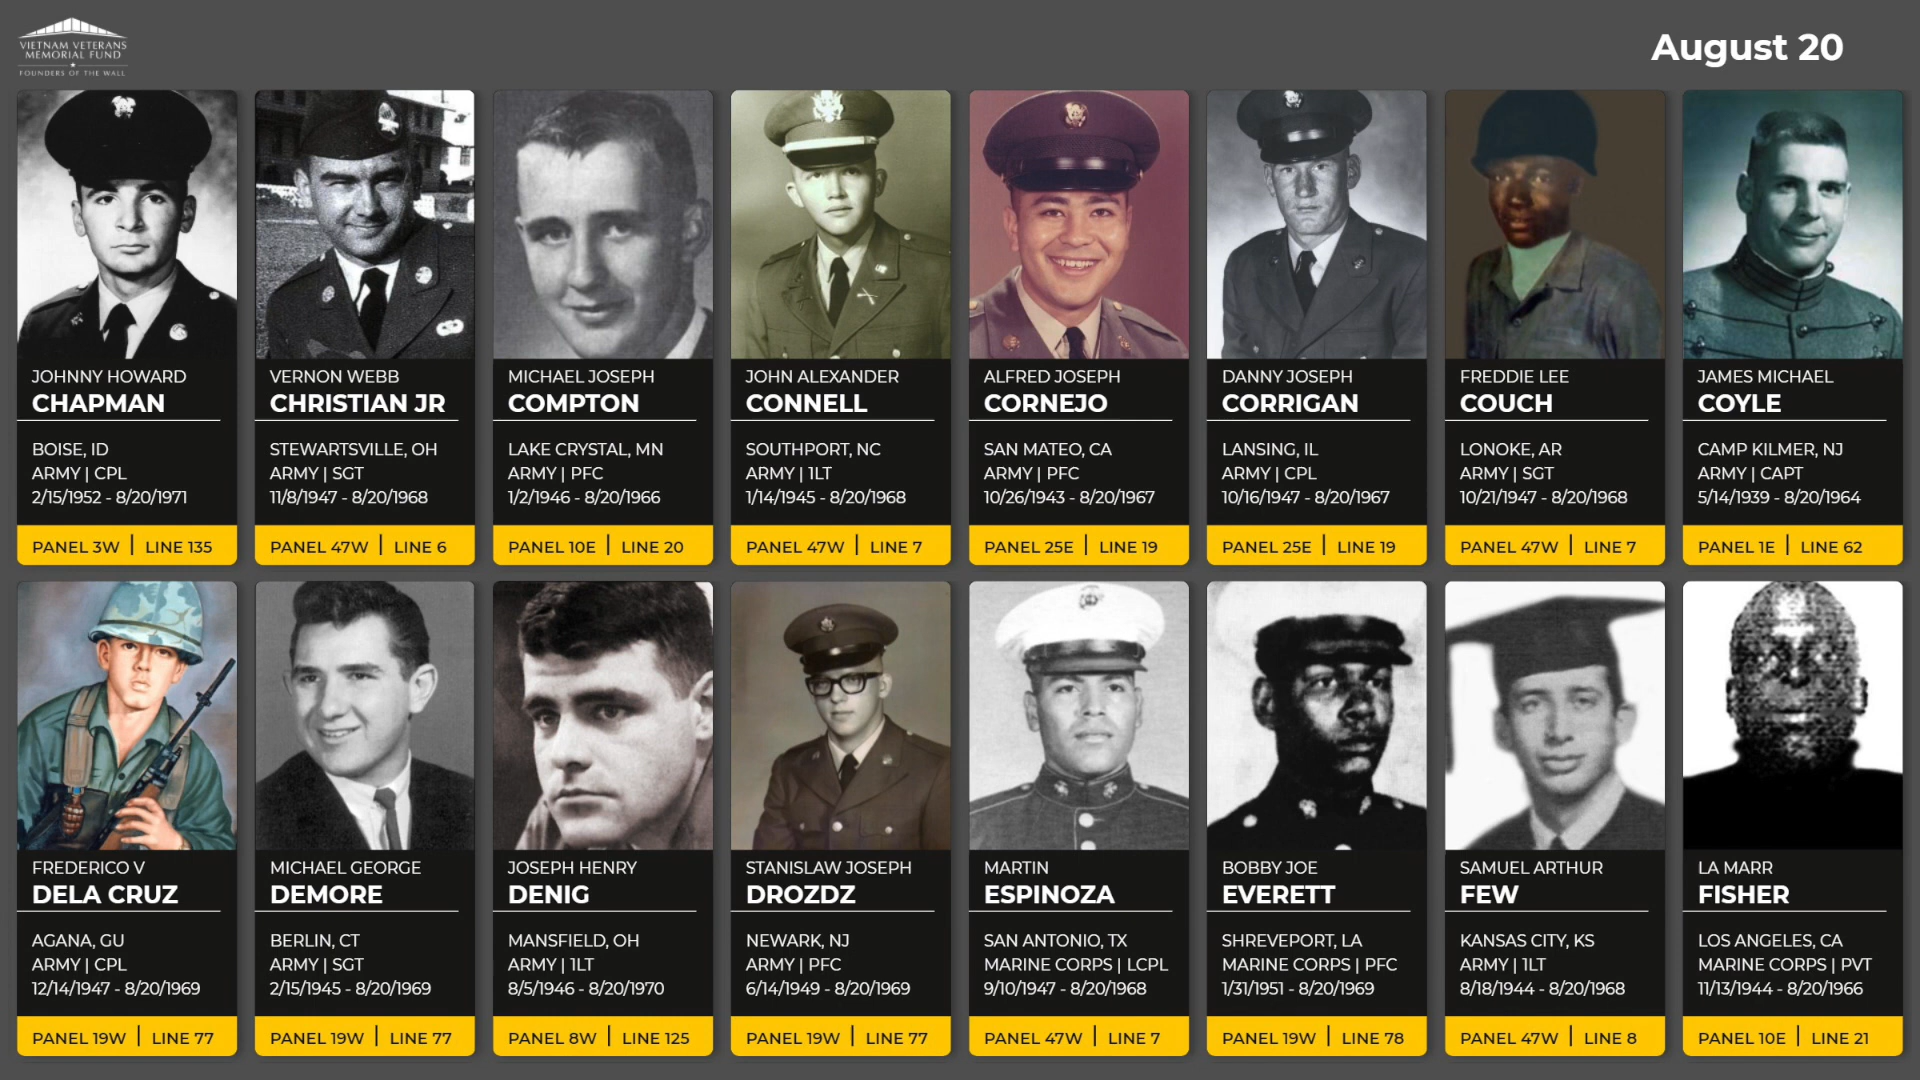 VIETNAM VETERANS
MEMORIAL FUND
FOUNDERS OF THE WALL
August 20
JOHNNY HOWARD
CHAPMAN
BOISE, ID
ARMY | CPL
2/15/1952 - 8/20/1971
PANEL 3W | LINE 135
VERNON WEBB
CHRISTIAN JR
STEWARTSVILLE, OH
ARMY | SGT
11/8/1947 - 8/20/1968
PANEL 47W | LINE 6
MICHAEL JOSEPH
COMPTON
LAKE CRYSTAL, MN
ARMY | PFC
1/2/1946 - 8/20/1966
PANEL 10E | LINE 20
JOHN ALEXANDER
CONNELL
SOUTHPORT, NC
ARMY | 1LT
1/14/1945 - 8/20/1968
PANEL 47W | LINE 7
ALFRED JOSEPH
CORNEJO
SAN MATEO, CA
ARMY | PFC
10/26/1943 - 8/20/1967
PANEL 25E | LINE 19
DANNY JOSEPH
CORRIGAN
LANSING, IL
ARMY | CPL
10/16/1947 - 8/20/1967
PANEL 25E | LINE 19
FREDDIE LEE
COUCH
LONOKE, AR
ARMY | SGT
10/21/1947 - 8/20/1968
PANEL 47W | LINE 7
JAMES MICHAEL
COYLE
CAMP KILMER, NJ
ARMY | CAPT
5/14/1939 - 8/20/1964
PANEL 1E | LINE 62
FREDERICO V
DELA CRUZ
AGANA, GU
ARMY | CPL
12/14/1947 - 8/20/1969
PANEL 19W | LINE 77
MICHAEL GEORGE
DEMORE
BERLIN, CT
ARMY | SGT
2/15/1945 - 8/20/1969
PANEL 19W | LINE 77
JOSEPH HENRY
DENIG
MANSFIELD, OH
ARMY | 1LT
8/5/1946 - 8/20/1970
PANEL 8W | LINE 125
STANISLAW JOSEPH
DROZDZ
NEWARK, NJ
ARMY | PFC
6/14/1949 - 8/20/1969
PANEL 19W | LINE 77
MARTIN
ESPINOZA
SAN ANTONIO, TX
MARINE CORPS | LCPL
9/10/1947 - 8/20/1968
PANEL 47W | LINE 7
BOBBY JOE
EVERETT
SHREVEPORT, LA
MARINE CORPS | PFC
1/31/1951 - 8/20/1969
PANEL 19W | LINE 78
SAMUEL ARTHUR
FEW
KANSAS CITY, KS
ARMY | 1LT
8/18/1944 - 8/20/1968
PANEL 47W | LINE 8
LA MARR
FISHER
LOS ANGELES, CA
MARINE CORPS | PVT
11/13/1944 - 8/20/1966
PANEL 10E | LINE 21